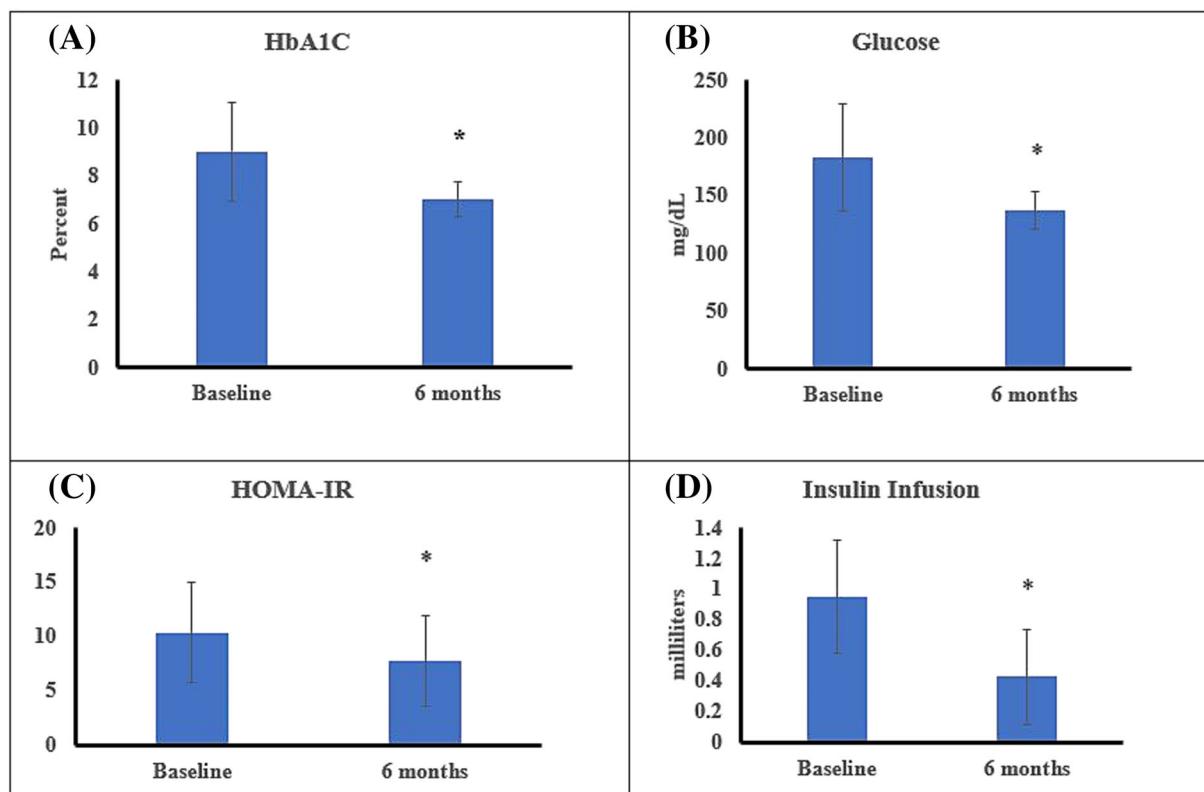 (A)
HbA1C
12
10
8
6
4
2
0
Percent
*
Baseline
6 months
(B)
Glucose
250
200
150
100
50
0
mg/dL
*
Baseline
6 months
(C)
HOMA-IR
20
15
10
5
0
*
Baseline
6 months
(D)
Insulin Infusion
1.4
1.2
1
0.8
0.6
0.4
0.2
0
milliliters
*
Baseline
6 months